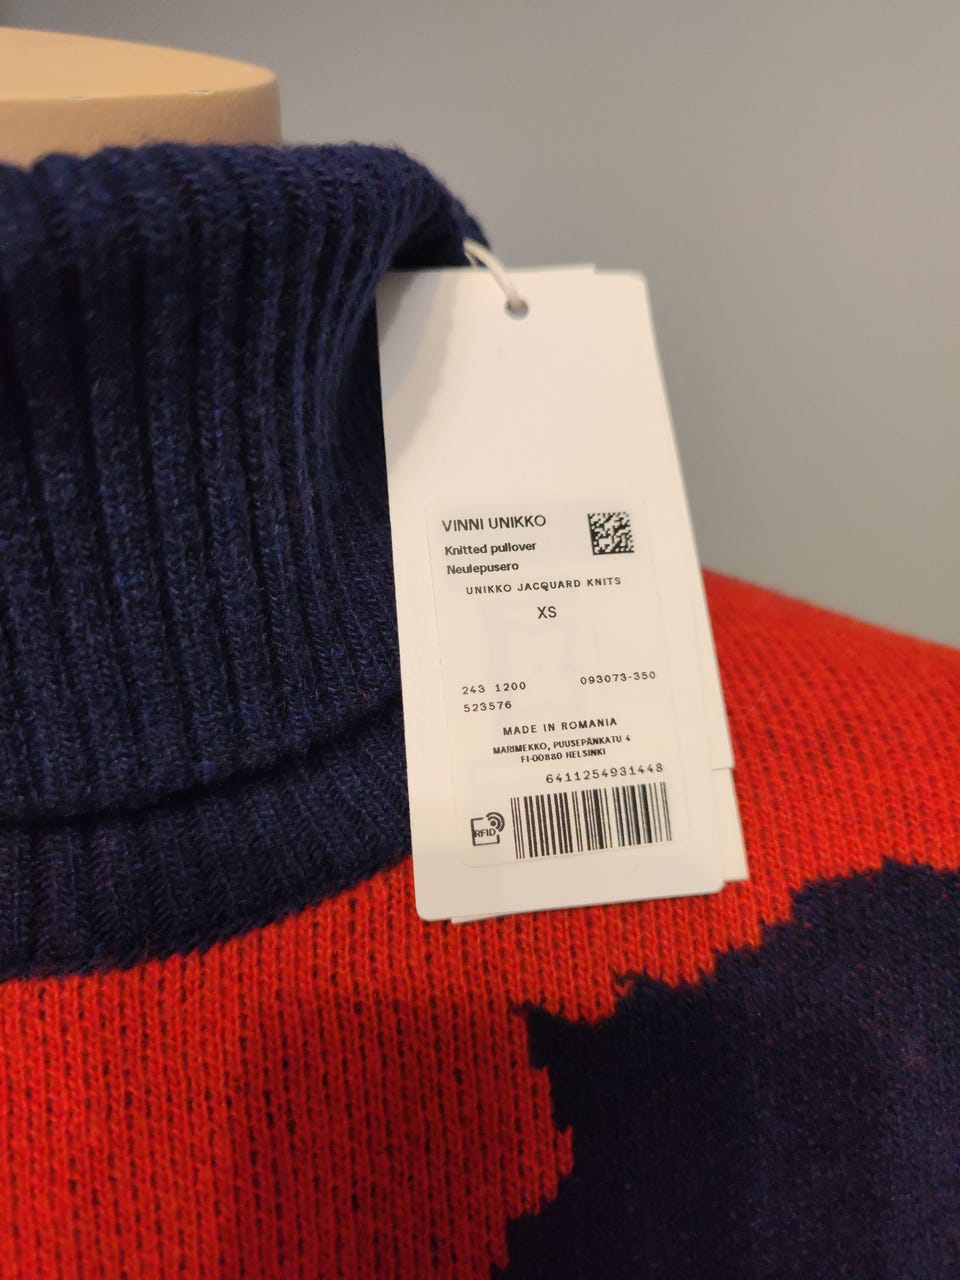 VINNI UNIKKO
Knitted pullover
Neulepusero
UNIKKO JACQUARD KNITS
XS
243 1200 093073-350
523576
MADE IN ROMANIA
MARIMEKKO, PUUSEPÄNKATU 4
FI-00880 HELSINKI
6411254931448
RFID